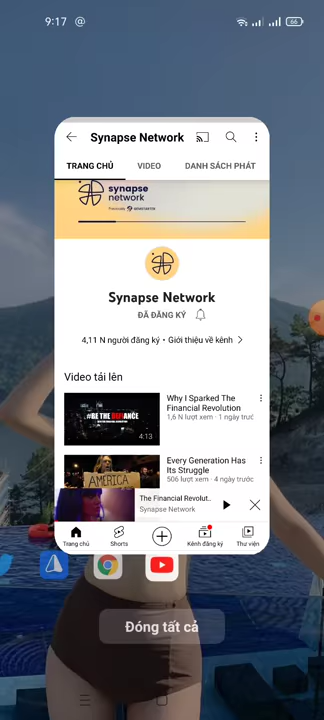 9:17 @ 66
Synapse Network
TRANG CHỦ VIDEO DANH SÁCH PHÁT
synapse
network
Synapse Network
ĐÃ ĐĂNG KÝ
4,11 N người đăng ký • Giới thiệu về kênh
Video tải lên
#BE THE DEFIANCE
4:13
Why I Sparked The
Financial Revolution
1,6 N lượt xem · 1 ngày trước
AMERICA
Every Generation Has
Its Struggle
506 lượt xem · 4 ngày trước
The Financial Revolut..
Synapse Network
Trang chủ Shorts Kênh đăng ký Thư viện
Đóng tất cả